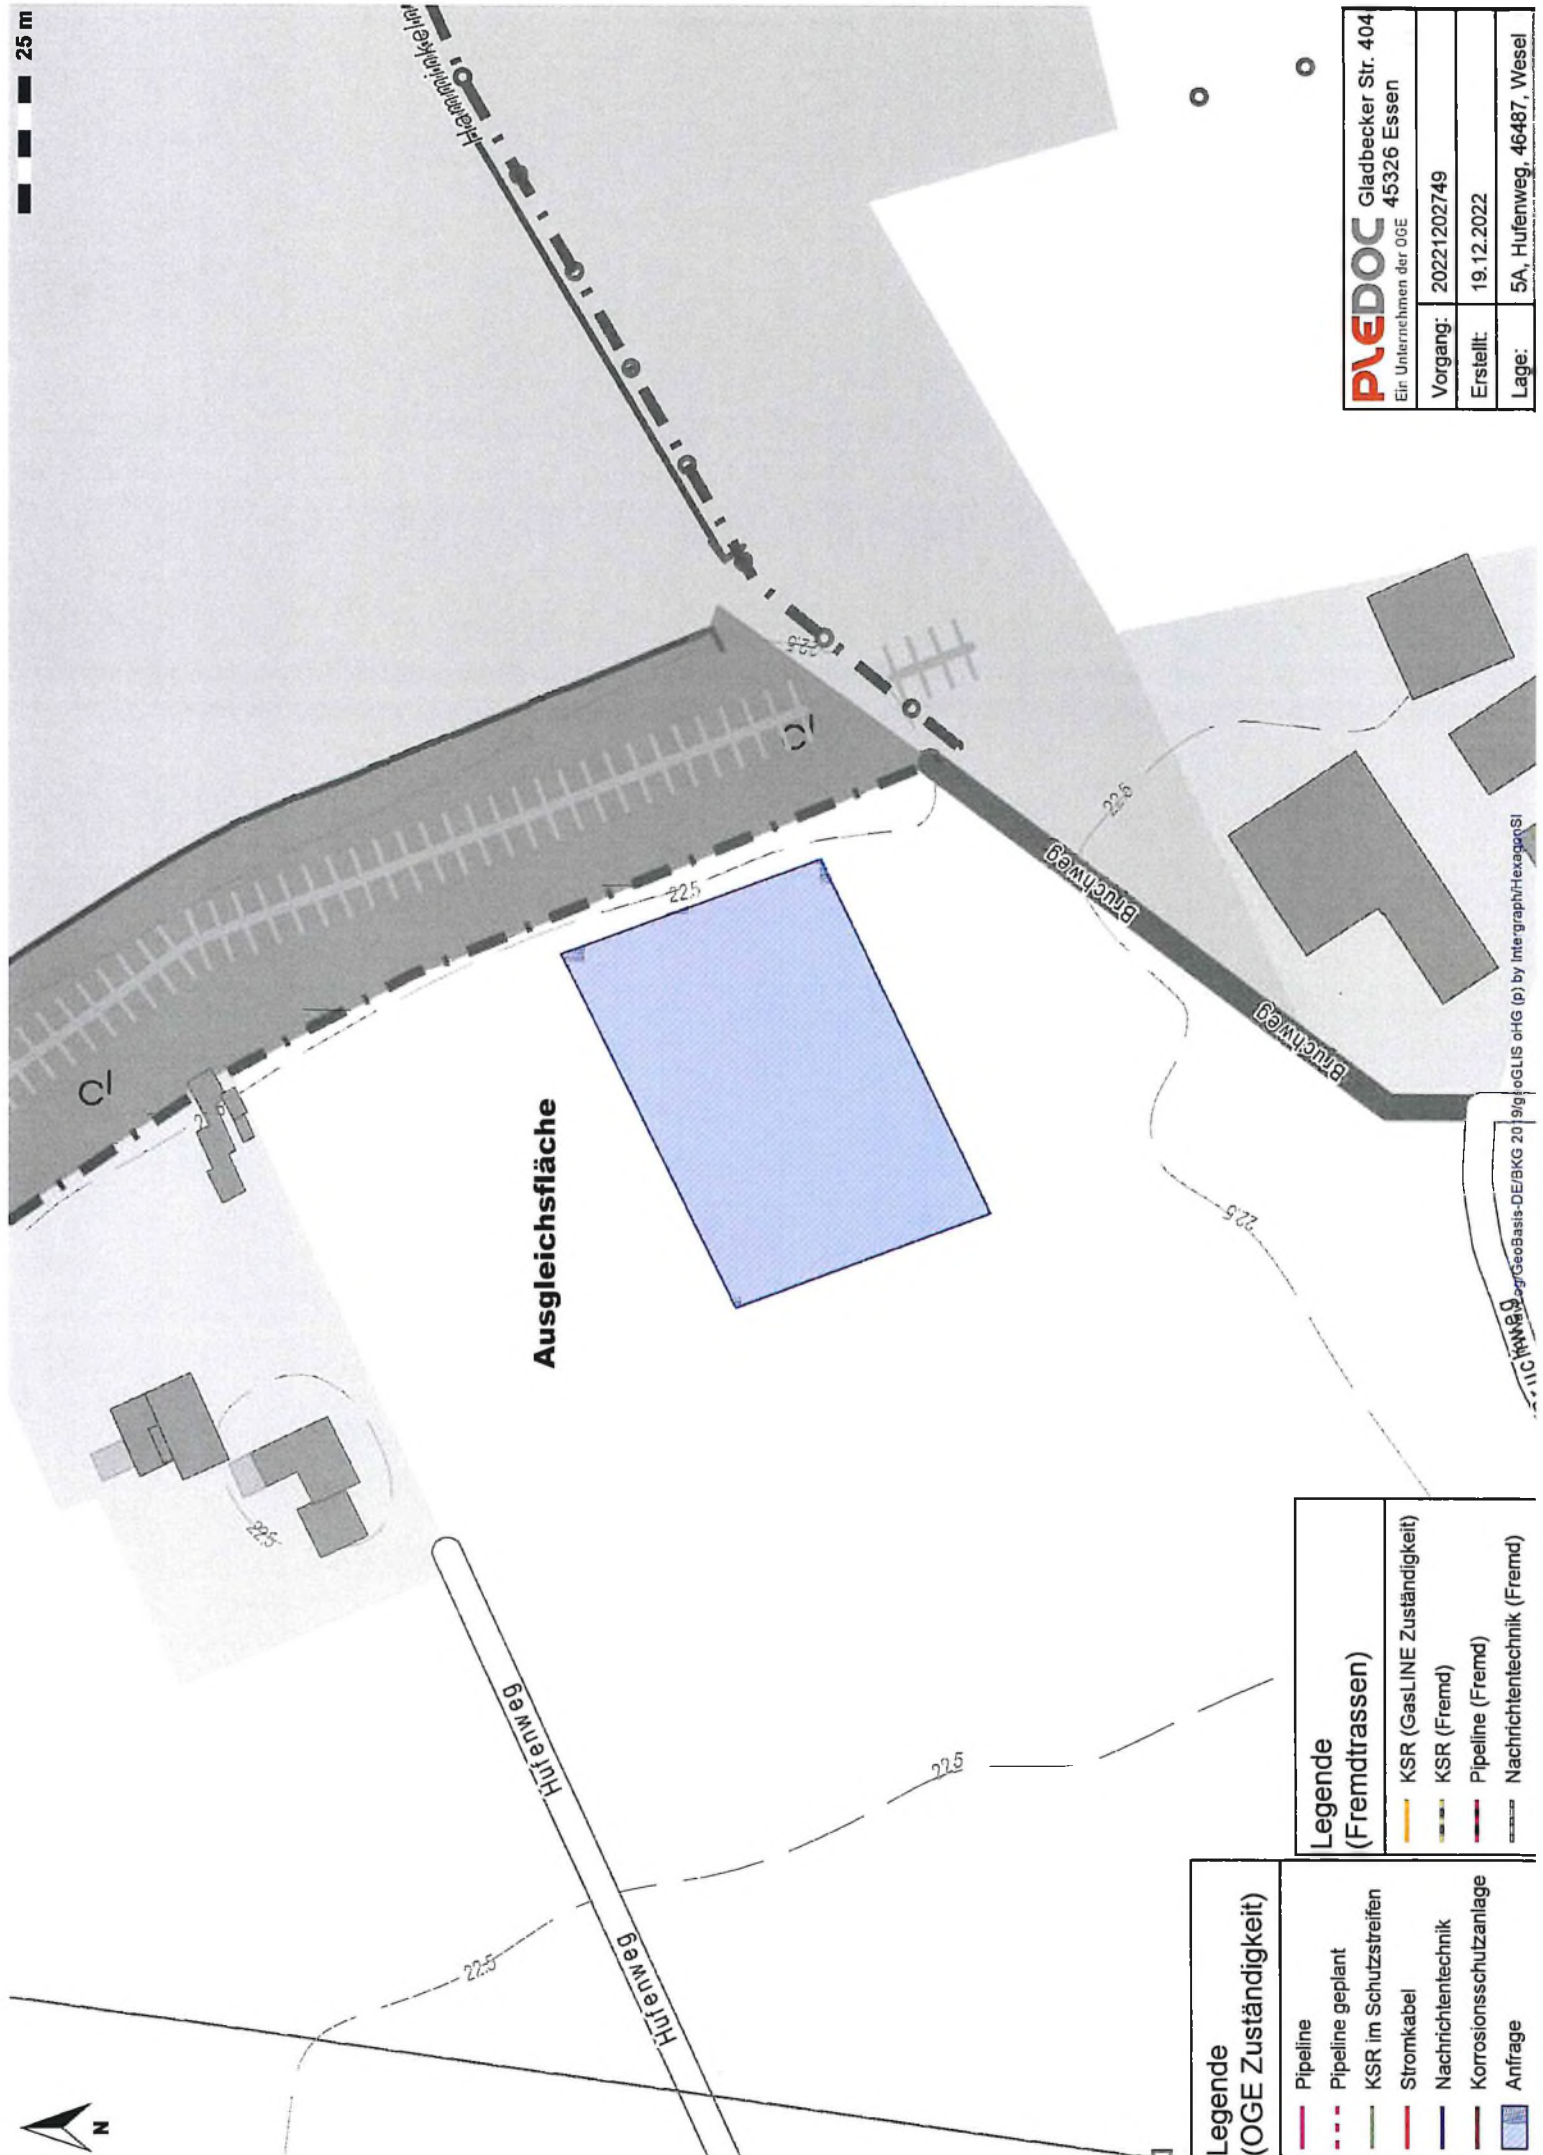 25 m
N
Hufenweg
Hufenweg
22.5
22.5
22.5
22.5
22.5
22.5
22.5
Ausgleichsfläche
Bruchweg
Bruchweg
Legende
(OGE Zuständigkeit)
Pipeline
Pipeline geplant
KSR im Schutzstreifen
Stromkabel
Nachrichtentechnik
Korrosionsschutzanlage
Anfrage
Legende
(Fremdtrassen)
KSR (GasLINE Zuständigkeit)
KSR (Fremd)
Pipeline (Fremd)
Nachrichtentechnik (Fremd)
/GeoBasis-DE/BKG 2019/geoGLIS oHG (p) by Intergraph/HexagonSI
PLEDOC Gladbecker Str. 404
Ein Unternehmen der OGE 45326 Essen
Vorgang: 20221202749
Erstellt: 19.12.2022
Lage: 5A, Hufenweg, 46487, Wesel